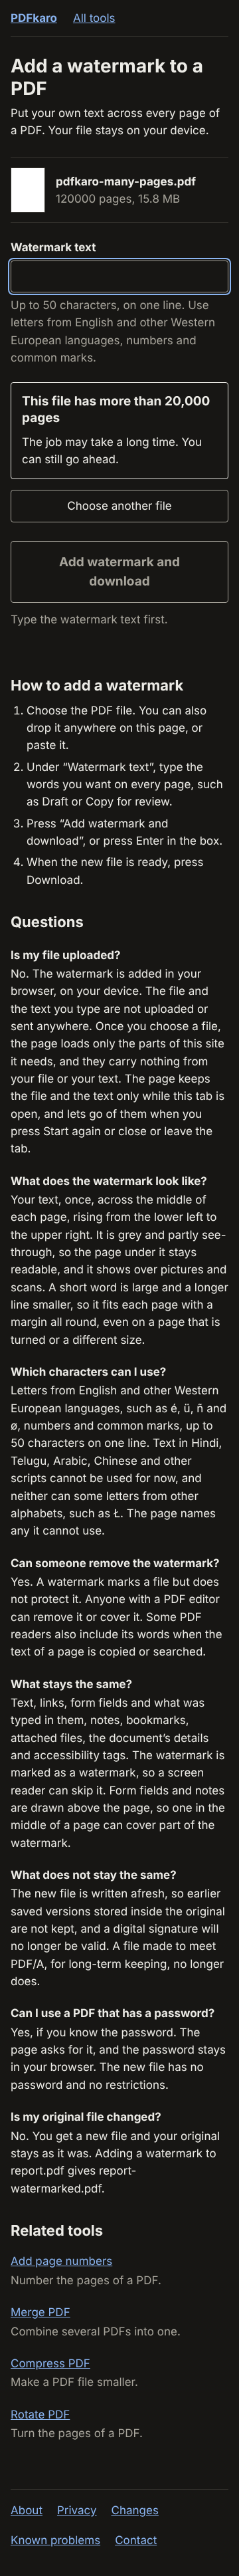 PDFkaro All tools
Add a watermark to a
PDF
Put your own text across every page of
a PDF. Your file stays on your device.
pdfkaro-many-pages.pdf
120000 pages, 15.8 MB
Watermark text
Up to 50 characters, on one line. Use
letters from English and other Western
European languages, numbers and
common marks.
This file has more than 20,000
pages
The job may take a long time. You
can still go ahead.
Choose another file
Add watermark and
download
Type the watermark text first.
How to add a watermark
1. Choose the PDF file. You can also
drop it anywhere on this page, or
paste it.
2. Under “Watermark text”, type the
words you want on every page, such
as Draft or Copy for review.
3. Press “Add watermark and
download”, or press Enter in the box.
4. When the new file is ready, press
Download.
Questions
Is my file uploaded?
No. The watermark is added in your
browser, on your device. The file and
the text you type are not uploaded or
sent anywhere. Once you choose a file,
the page loads only the parts of this site
it needs, and they carry nothing from
your file or your text. The page keeps
the file and the text only while this tab is
open, and lets go of them when you
press Start again or close or leave the
tab.
What does the watermark look like?
Your text, once, across the middle of
each page, rising from the lower left to
the upper right. It is grey and partly see-
through, so the page under it stays
readable, and it shows over pictures and
scans. A short word is large and a longer
line smaller, so it fits each page with a
margin all round, even on a page that is
turned or a different size.
Which characters can I use?
Letters from English and other Western
European languages, such as é, ü, ñ and
ø, numbers and common marks, up to
50 characters on one line. Text in Hindi,
Telugu, Arabic, Chinese and other
scripts cannot be used for now, and
neither can some letters from other
alphabets, such as Ł. The page names
any it cannot use.
Can someone remove the watermark?
Yes. A watermark marks a file but does
not protect it. Anyone with a PDF editor
can remove it or cover it. Some PDF
readers also include its words when the
text of a page is copied or searched.
What stays the same?
Text, links, form fields and what was
typed in them, notes, bookmarks,
attached files, the document’s details
and accessibility tags. The watermark is
marked as a watermark, so a screen
reader can skip it. Form fields and notes
are drawn above the page, so one in the
middle of a page can cover part of the
watermark.
What does not stay the same?
The new file is written afresh, so earlier
saved versions stored inside the original
are not kept, and a digital signature will
no longer be valid. A file made to meet
PDF/A, for long-term keeping, no longer
does.
Can I use a PDF that has a password?
Yes, if you know the password. The
page asks for it, and the password stays
in your browser. The new file has no
password and no restrictions.
Is my original file changed?
No. You get a new file and your original
stays as it was. Adding a watermark to
report.pdf gives report-
watermarked.pdf.
Related tools
Add page numbers
Number the pages of a PDF.
Merge PDF
Combine several PDFs into one.
Compress PDF
Make a PDF file smaller.
Rotate PDF
Turn the pages of a PDF.
About Privacy Changes
Known problems Contact